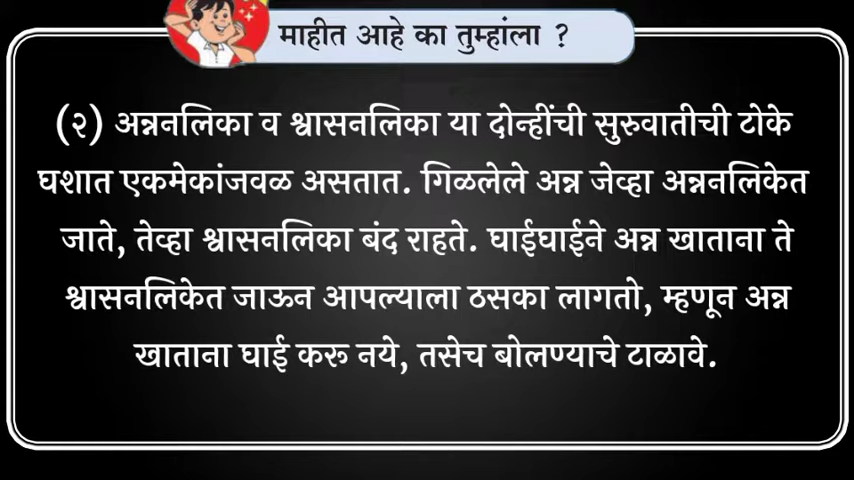 माहीत आहे का तुम्हांला ?
(२) अन्ननलिका व श्वासनलिका या दोन्हींची सुरुवातीची टोके
घशात एकमेकांजवळ असतात. गिळलेले अन्न जेव्हा अन्ननलिकेत
जाते, तेव्हा श्वासनलिका बंद राहते. घाईघाईने अन्न खाताना ते
श्वासनलिकेत जाऊन आपल्याला ठसका लागतो, म्हणून अन्न
खाताना घाई करू नये, तसेच बोलण्याचे टाळावे.